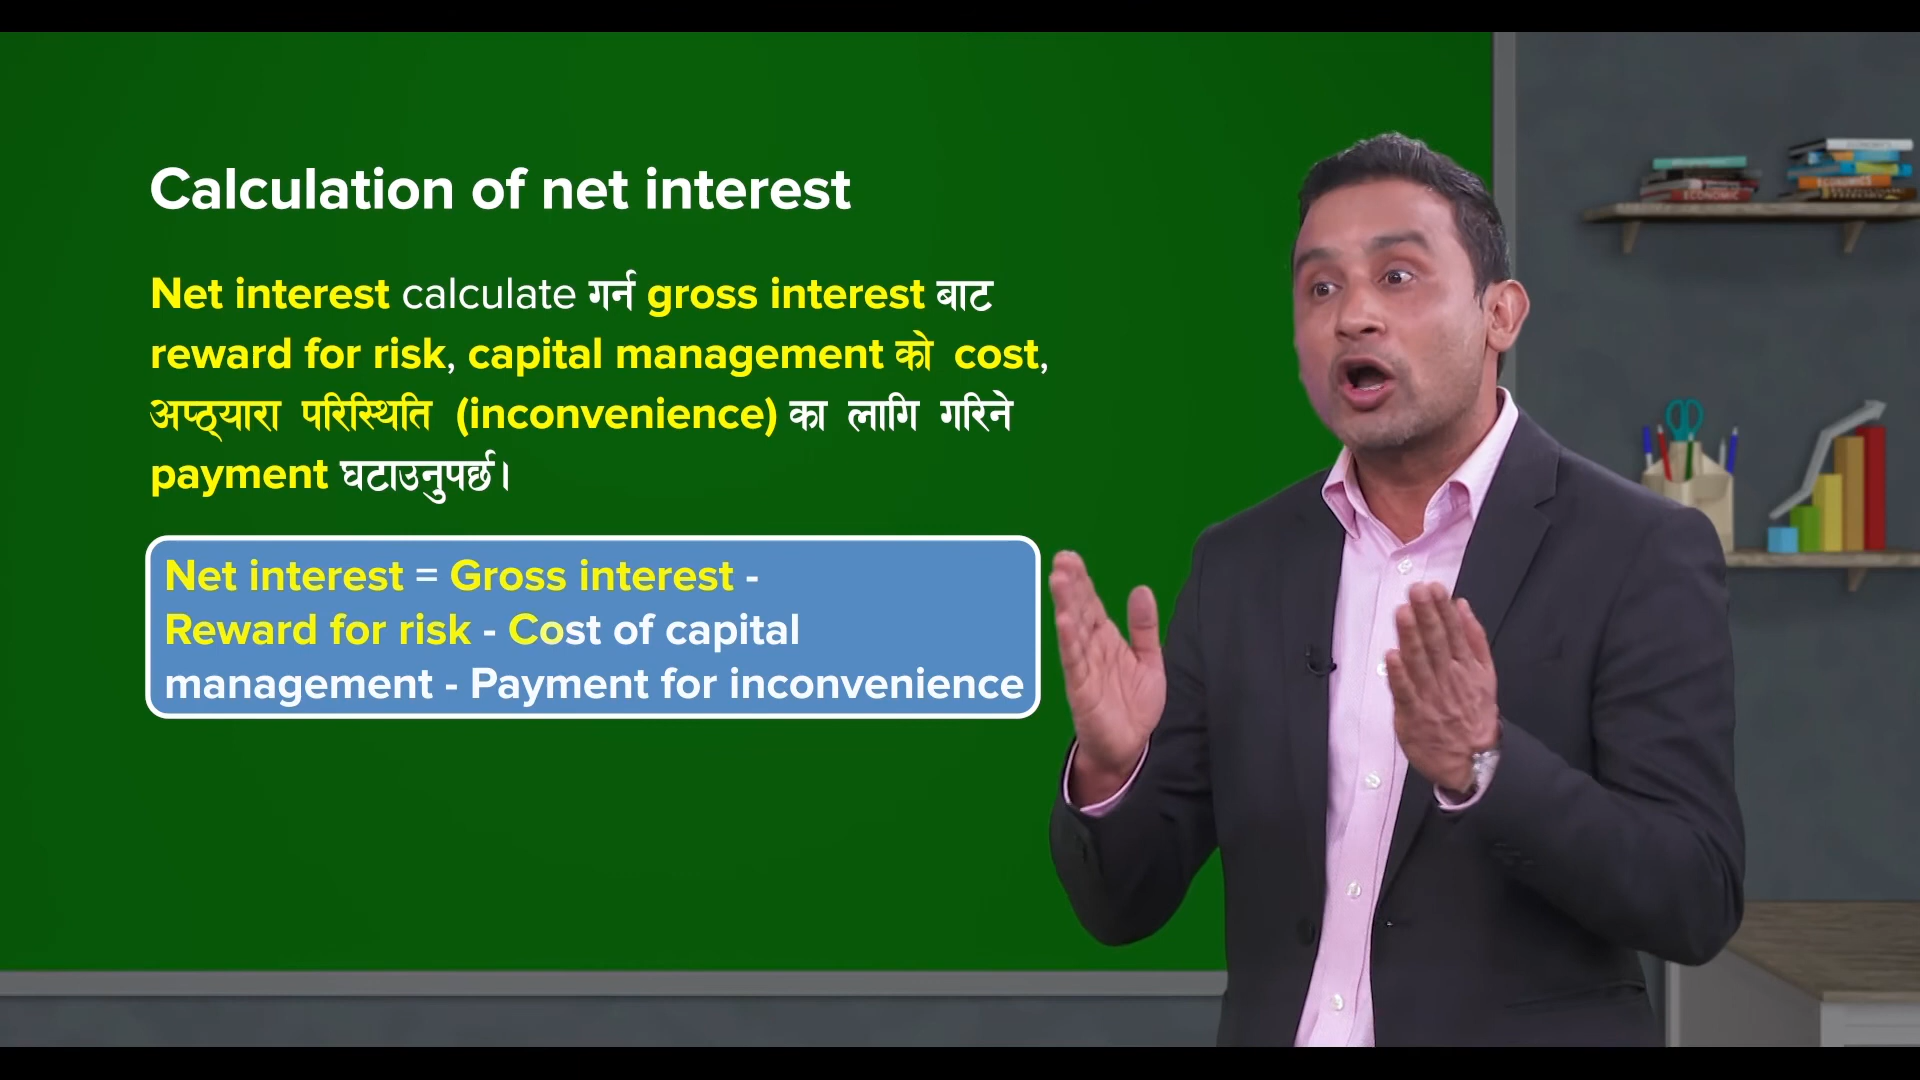 Calculation of net interest
Net interest calculate गर्न gross interest बाट
reward for risk, capital management को cost,
अप्ठ्यारा परिस्थिति (inconvenience) का लागि गरिने
payment घटाउनुपर्छ।
Net interest = Gross interest -
Reward for risk - Cost of capital
management - Payment for inconvenience
ECONOMICS
ECONOMIC